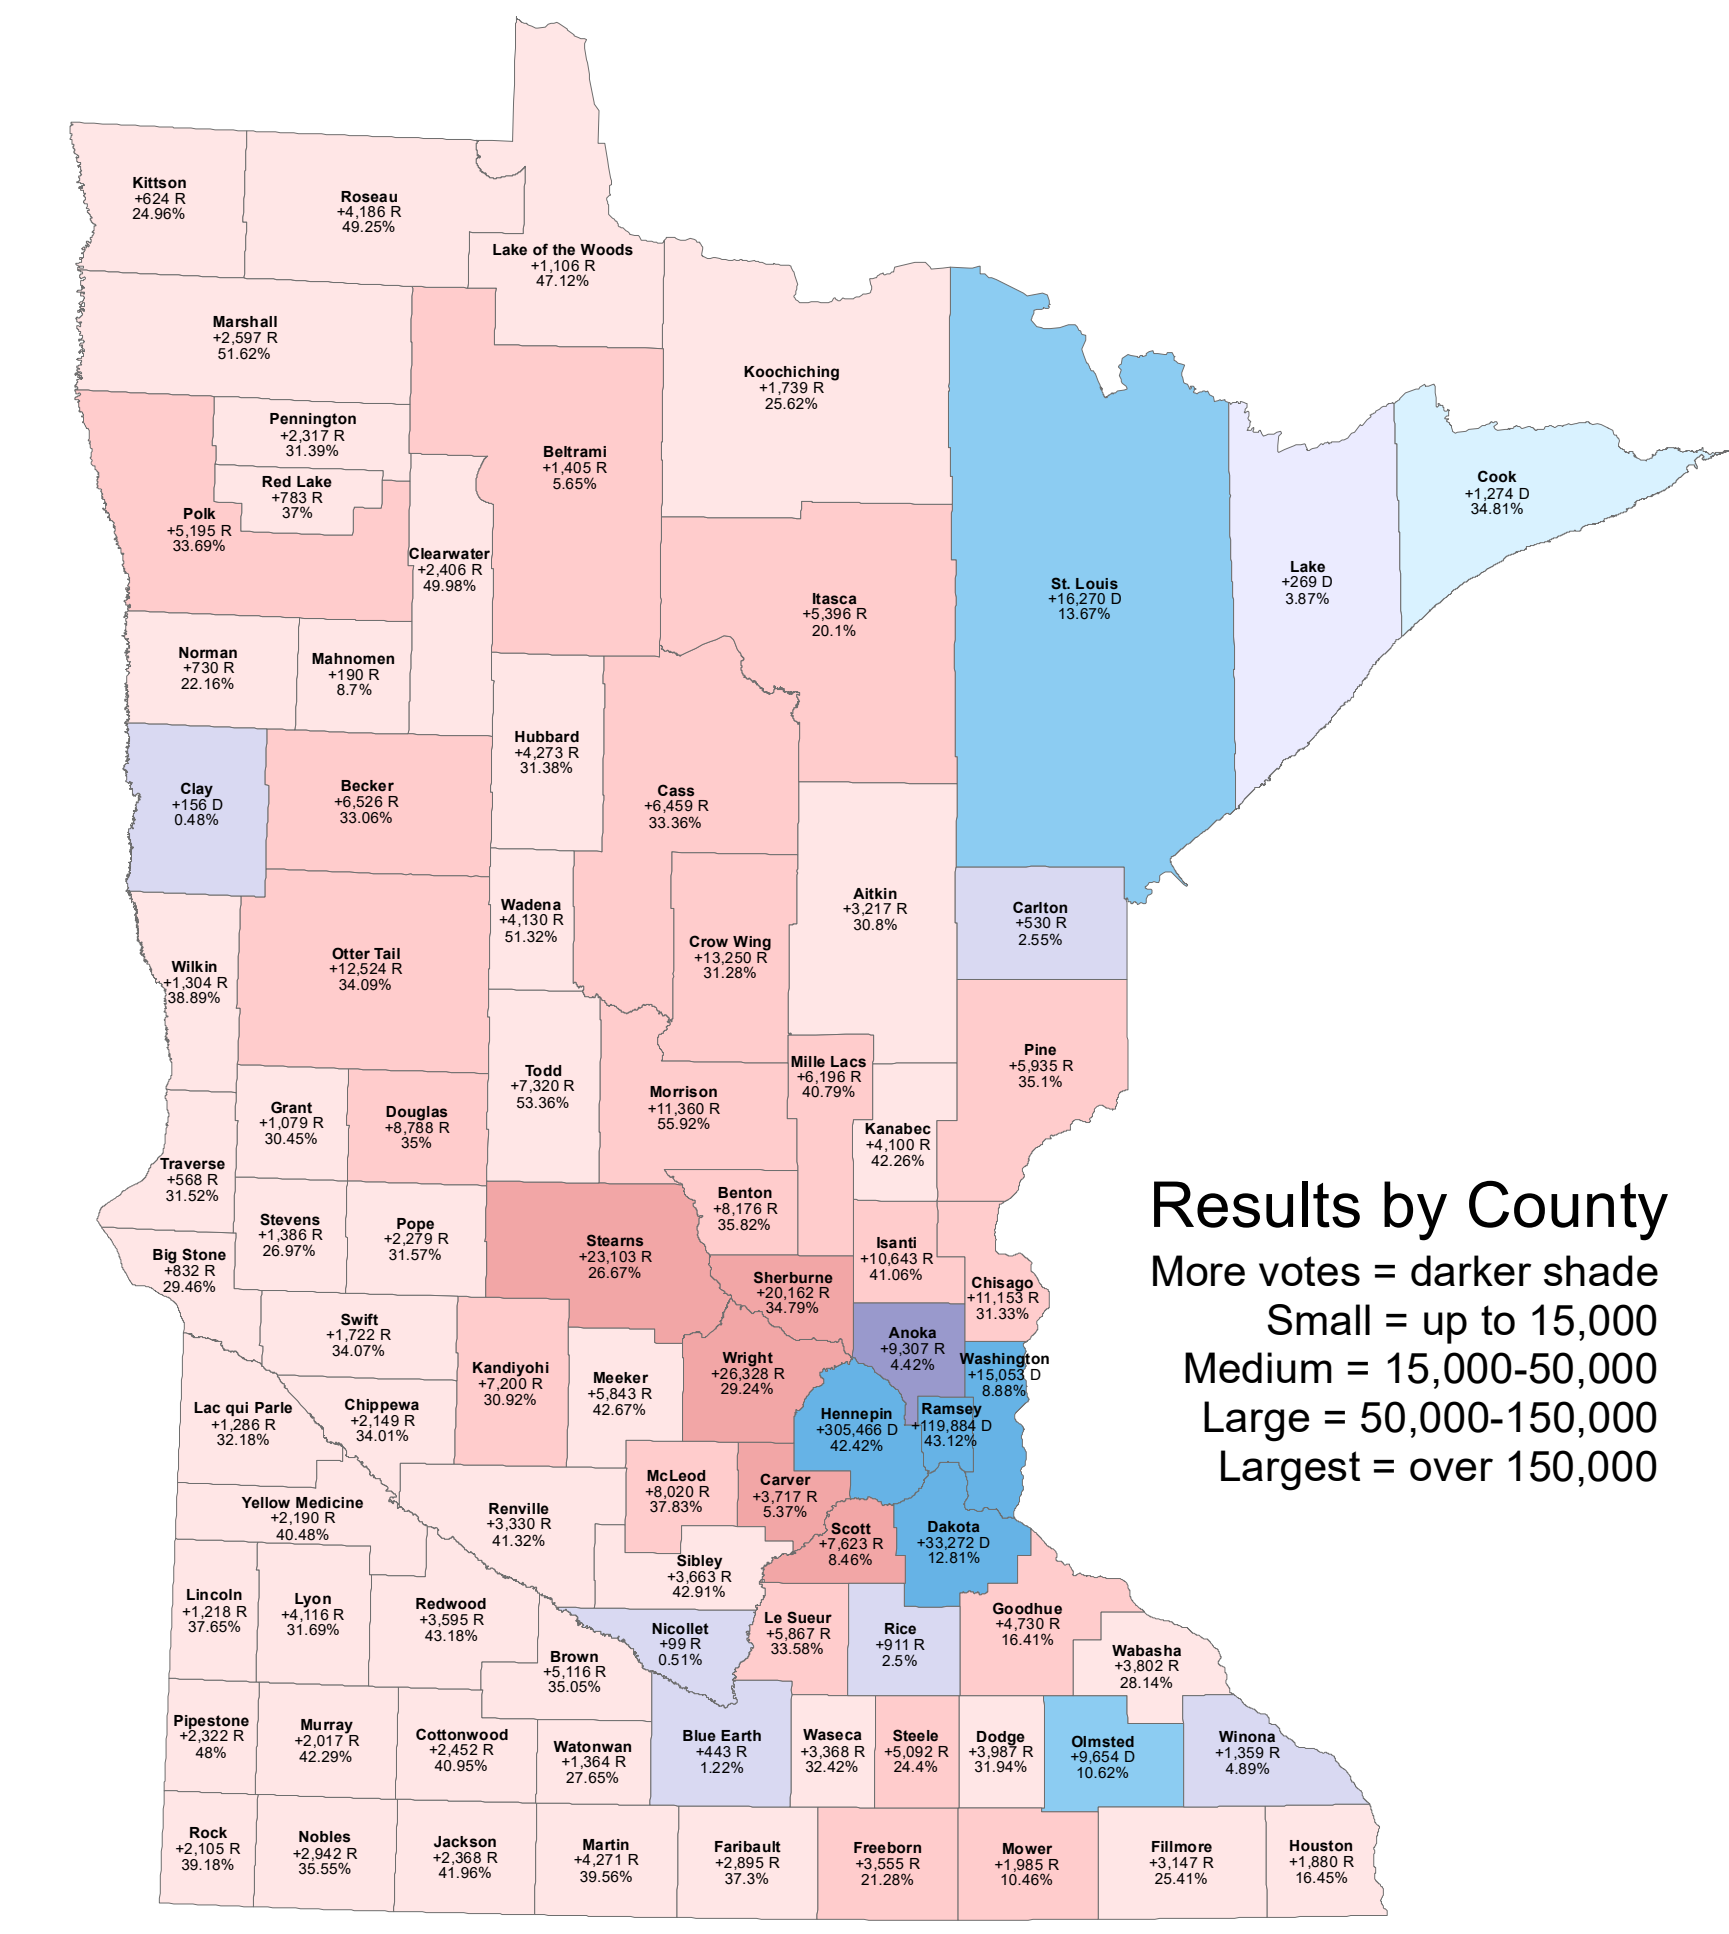 Kittson
+624 R
24.96%
Roseau
+4,186 R
49.25%
Lake of the Woods
+1,106 R
47.12%
Marshall
+2,597 R
51.62%
Koochiching
+1,739 R
25.62%
Pennington
+2,317 R
31.39%
Beltrami
+1,405 R
5.65%
Red Lake
+783 R
37%
Polk
+5,195 R
33.69%
Clearwater
+2,406 R
49.98%
Cook
+1,274 D
34.81%
Lake
+269 D
3.87%
St. Louis
+16,270 D
13.67%
Itasca
+5,396 R
20.1%
Norman
+730 R
22.16%
Mahnomen
+190 R
8.7%
Hubbard
+4,273 R
31.38%
Clay
+156 D
0.48%
Becker
+6,526 R
33.06%
Cass
+6,459 R
33.36%
Aitkin
+3,217 R
30.8%
Wadena
+4,130 R
51.32%
Carlton
+530 R
2.55%
Crow Wing
+13,250 R
31.28%
Otter Tail
+12,524 R
34.09%
Wilkin
+1,304 R
38.89%
Pine
+5,935 R
35.1%
Mille Lacs
+6,196 R
40.79%
Todd
+7,320 R
53.36%
Morrison
+11,360 R
55.92%
Grant
+1,079 R
30.45%
Douglas
+8,788 R
35%
Kanabec
+4,100 R
42.26%
Traverse
+568 R
31.52%
Benton
+8,176 R
35.82%
Stevens
+1,386 R
26.97%
Pope
+2,279 R
31.57%
Stearns
+23,103 R
26.67%
Isanti
+10,643 R
41.06%
Big Stone
+832 R
29.46%
Sherburne
+20,162 R
34.79%
Chisago
+11,153 R
31.33%
Results by County
More votes = darker shade
Small = up to 15,000
Medium = 15,000-50,000
Large = 50,000-150,000
Largest = over 150,000
Swift
+1,722 R
34.07%
Anoka
+9,307 R
4.42%
Washington
+15,053 D
8.88%
Kandiyohi
+7,200 R
30.92%
Wright
+26,328 R
29.24%
Meeker
+5,843 R
42.67%
Lac qui Parle
+1,286 R
32.18%
Chippewa
+2,149 R
34.01%
Hennepin
+305,466 D
42.42%
Ramsey
+119,884 D
43.12%
McLeod
+8,020 R
37.83%
Carver
+3,717 R
5.37%
Yellow Medicine
+2,190 R
40.48%
Renville
+3,330 R
41.32%
Scott
+7,623 R
8.46%
Dakota
+33,272 D
12.81%
Sibley
+3,663 R
42.91%
Lincoln
+1,218 R
37.65%
Lyon
+4,116 R
31.69%
Redwood
+3,595 R
43.18%
Nicollet
+99 R
0.51%
Le Sueur
+5,867 R
33.58%
Rice
+911 R
2.5%
Goodhue
+4,730 R
16.41%
Brown
+5,116 R
35.05%
Wabasha
+3,802 R
28.14%
Pipestone
+2,322 R
48%
Murray
+2,017 R
42.29%
Cottonwood
+2,452 R
40.95%
Watonwan
+1,364 R
27.65%
Blue Earth
+443 R
1.22%
Waseca
+3,368 R
32.42%
Steele
+5,092 R
24.4%
Dodge
+3,987 R
31.94%
Olmsted
+9,654 D
10.62%
Winona
+1,359 R
4.89%
Rock
+2,105 R
39.18%
Nobles
+2,942 R
35.55%
Jackson
+2,368 R
41.96%
Martin
+4,271 R
39.56%
Faribault
+2,895 R
37.3%
Freeborn
+3,555 R
21.28%
Mower
+1,985 R
10.46%
Fillmore
+3,147 R
25.41%
Houston
+1,880 R
16.45%